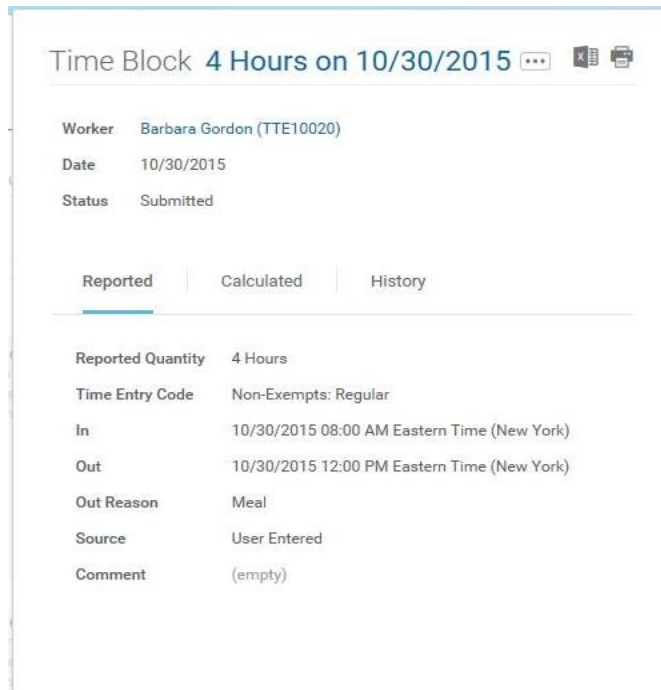 Time Block 4 Hours on 10/30/2015
Worker Barbara Gordon (TTE10020)
Date 10/30/2015
Status Submitted
Reported Calculated History
Reported Quantity 4 Hours
Time Entry Code Non-Exempts: Regular
In 10/30/2015 08:00 AM Eastern Time (New York)
Out 10/30/2015 12:00 PM Eastern Time (New York)
Out Reason Meal
Source User Entered
Comment (empty)